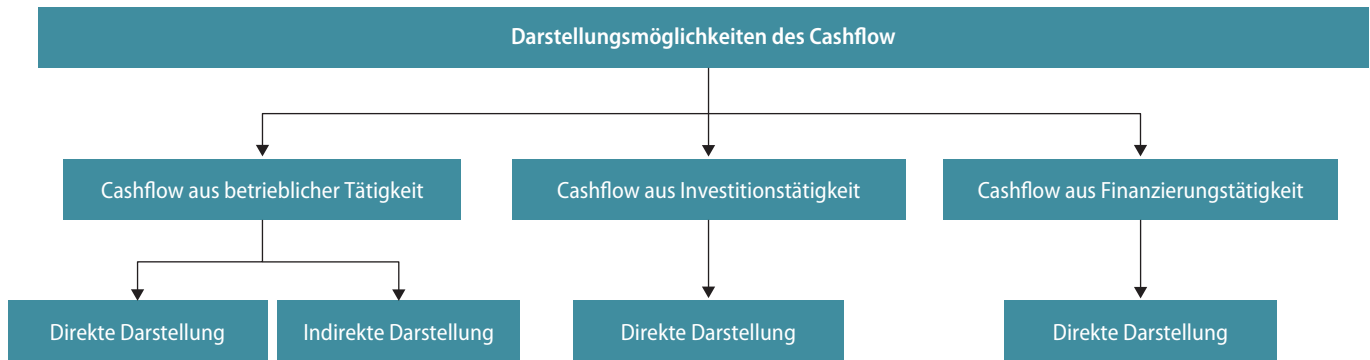 Darstellungsmöglichkeiten des Cashflow
Cashflow aus betrieblicher Tätigkeit
Cashflow aus Investitionstätigkeit
Cashflow aus Finanzierungstätigkeit
Direkte Darstellung
Indirekte Darstellung
Direkte Darstellung
Direkte Darstellung